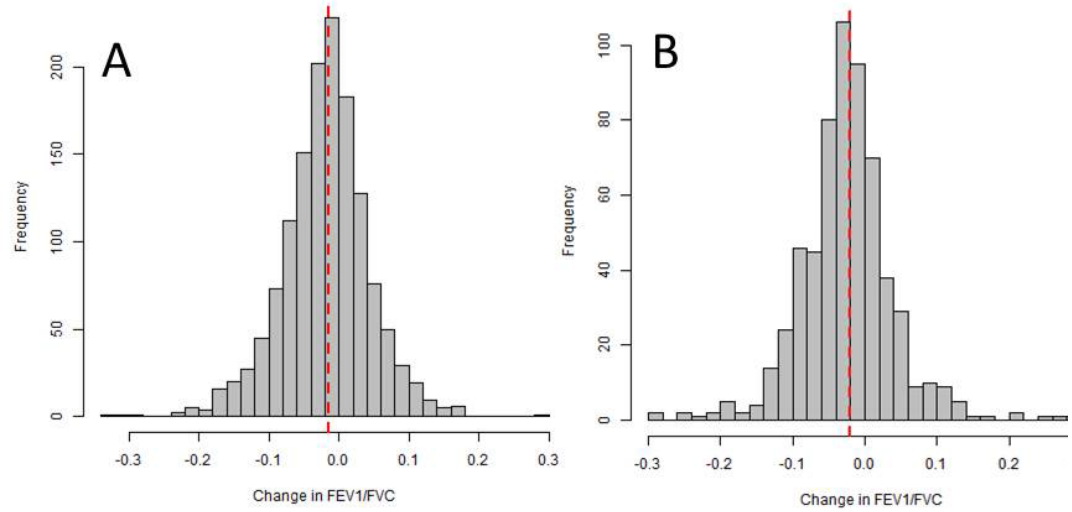 A
Frequency
200
150
100
50
0
-0.3 -0.2 -0.1 0.0 0.1 0.2 0.3
Change in FEV1/FVC
B
Frequency
100
80
60
40
20
0
-0.3 -0.2 -0.1 0.0 0.1 0.2
Change in FEV1/FVC